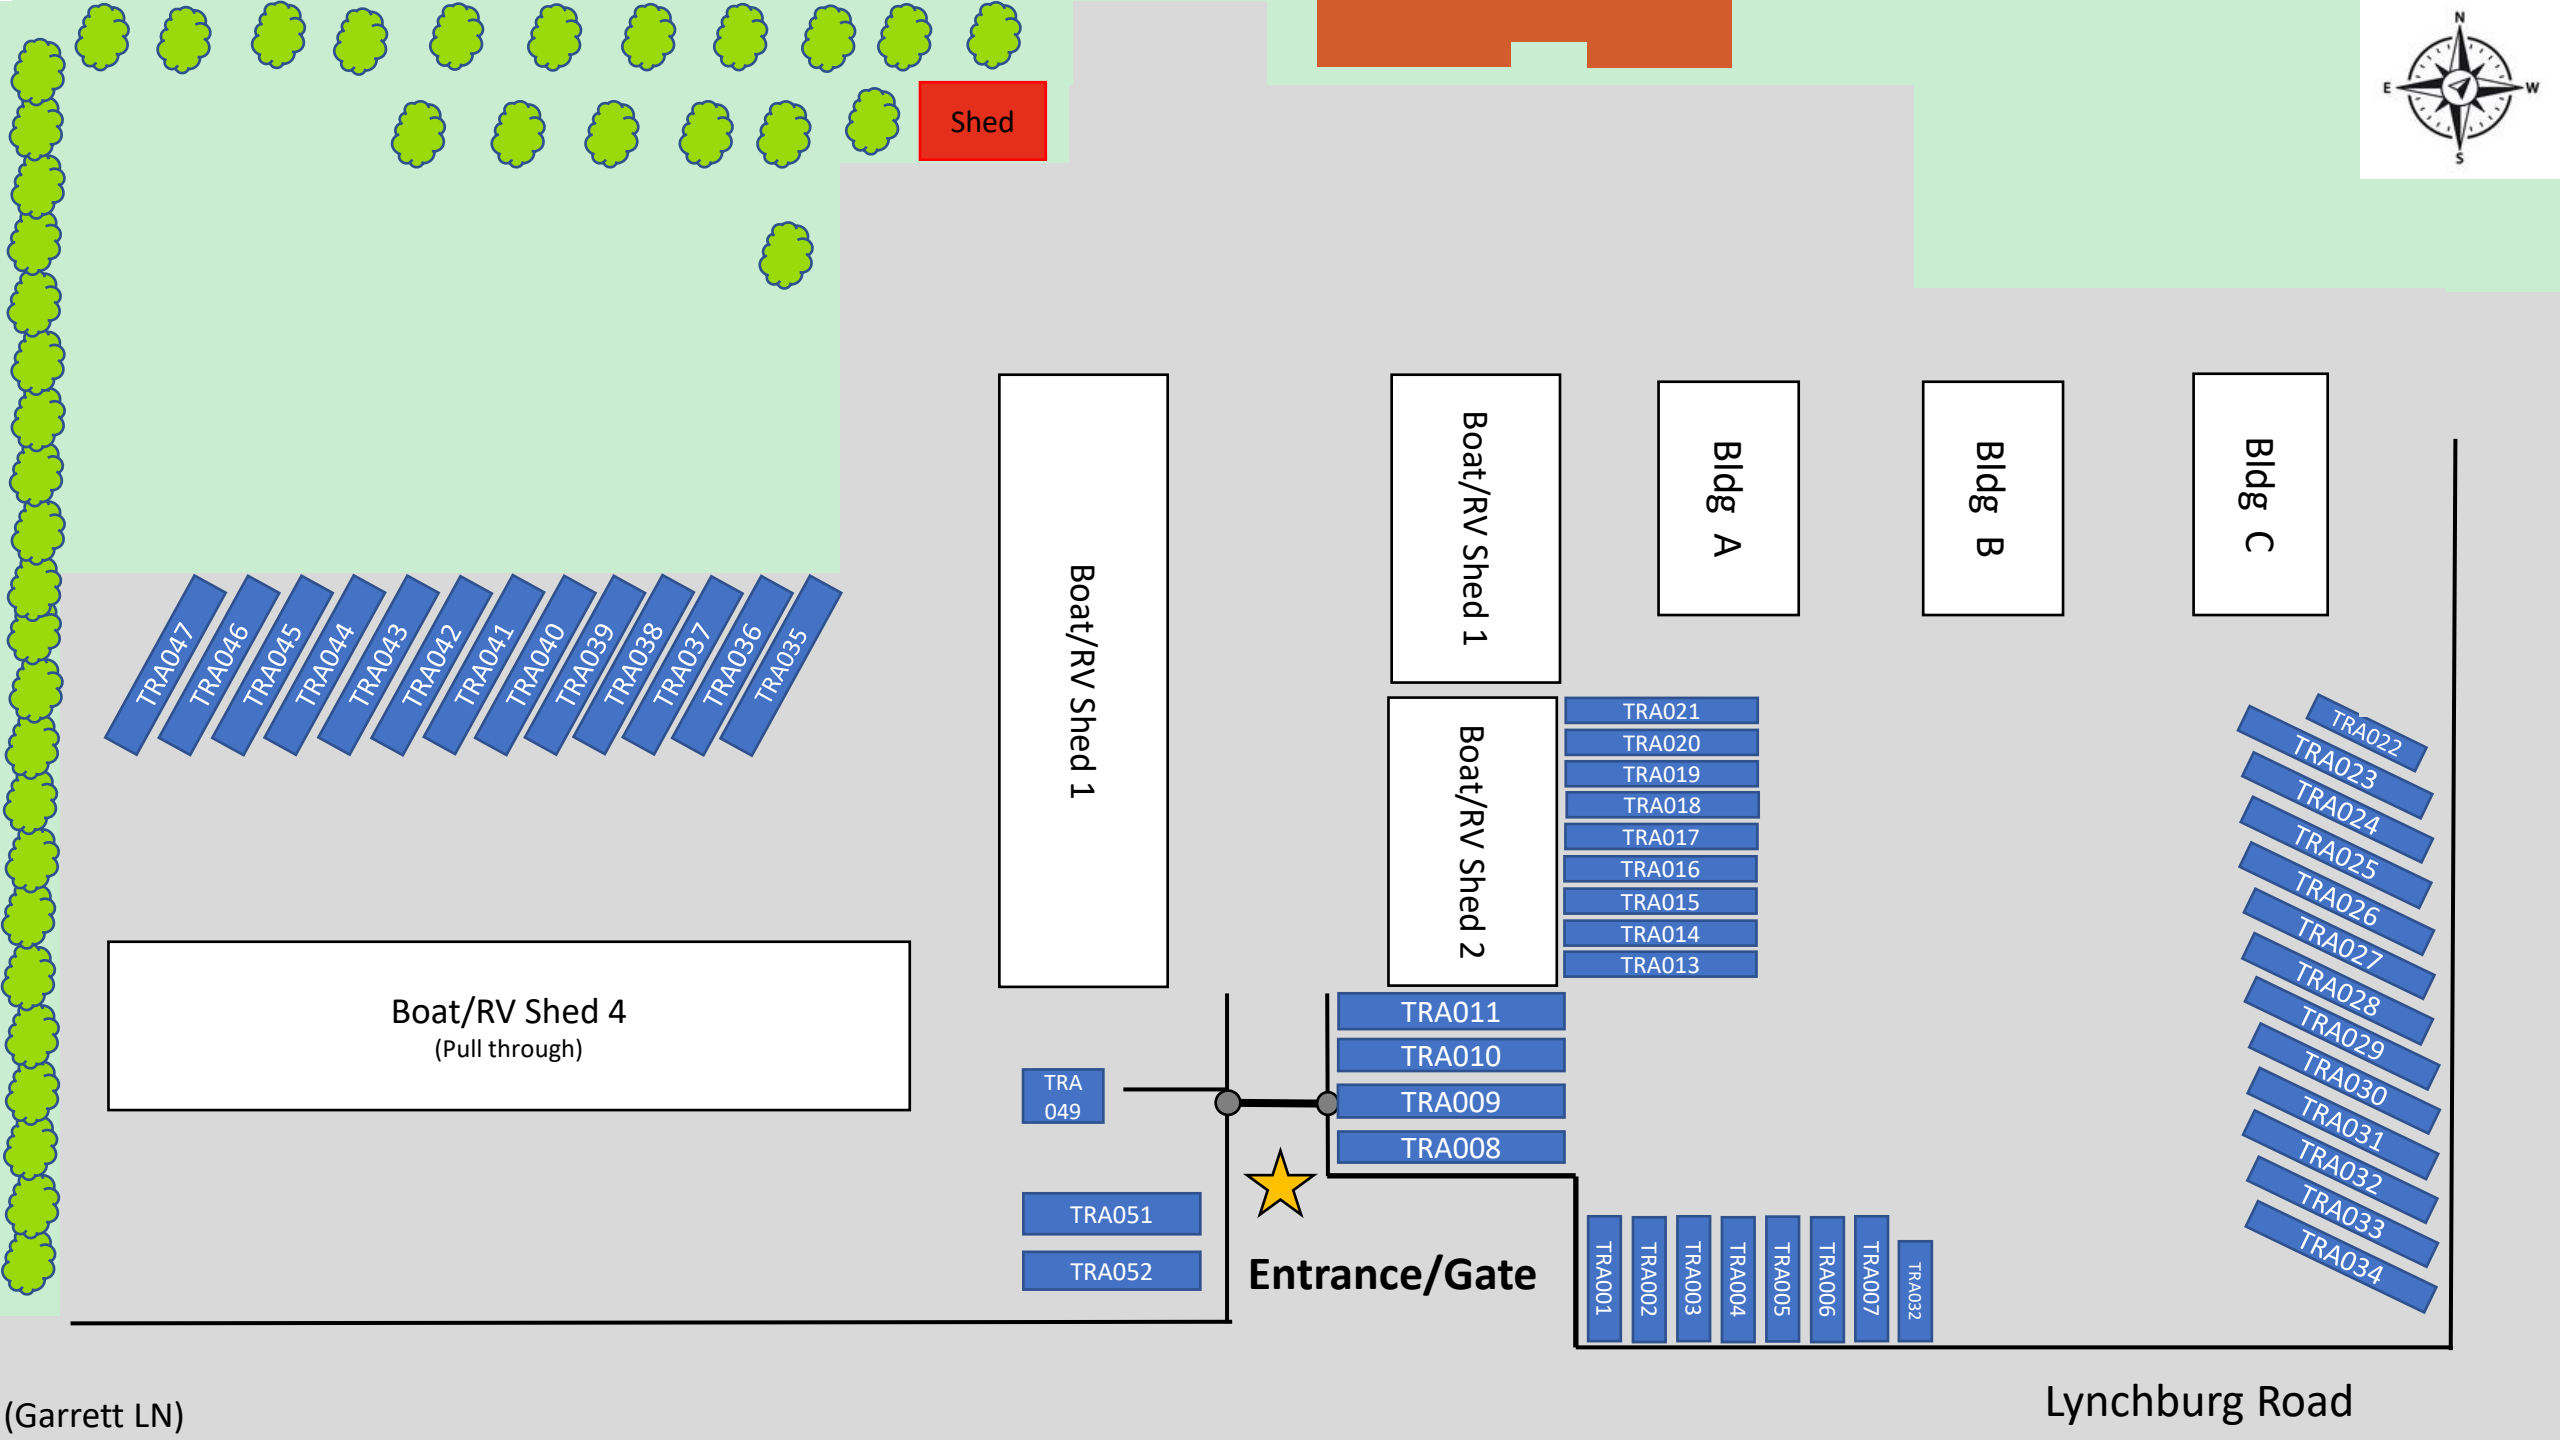 N
E
W
S
Shed
Boat/RV Shed 1
Boat/RV Shed 1
Bldg A
Bldg B
Bldg C
TRA047
TRA046
TRA045
TRA044
TRA043
TRA042
TRA041
TRA040
TRA039
TRA038
TRA037
TRA036
TRA035
Boat/RV Shed 2
TRA021
TRA020
TRA019
TRA018
TRA017
TRA016
TRA015
TRA014
TRA013
TRA022
TRA023
TRA024
TRA025
TRA026
TRA027
TRA028
TRA029
TRA030
TRA031
TRA032
TRA033
TRA034
Boat/RV Shed 4
(Pull through)
TRA011
TRA010
TRA009
TRA008
TRA
049
TRA051
TRA052
Entrance/Gate
TRA001
TRA002
TRA003
TRA004
TRA005
TRA006
TRA007
TRA032
(Garrett LN)
Lynchburg Road